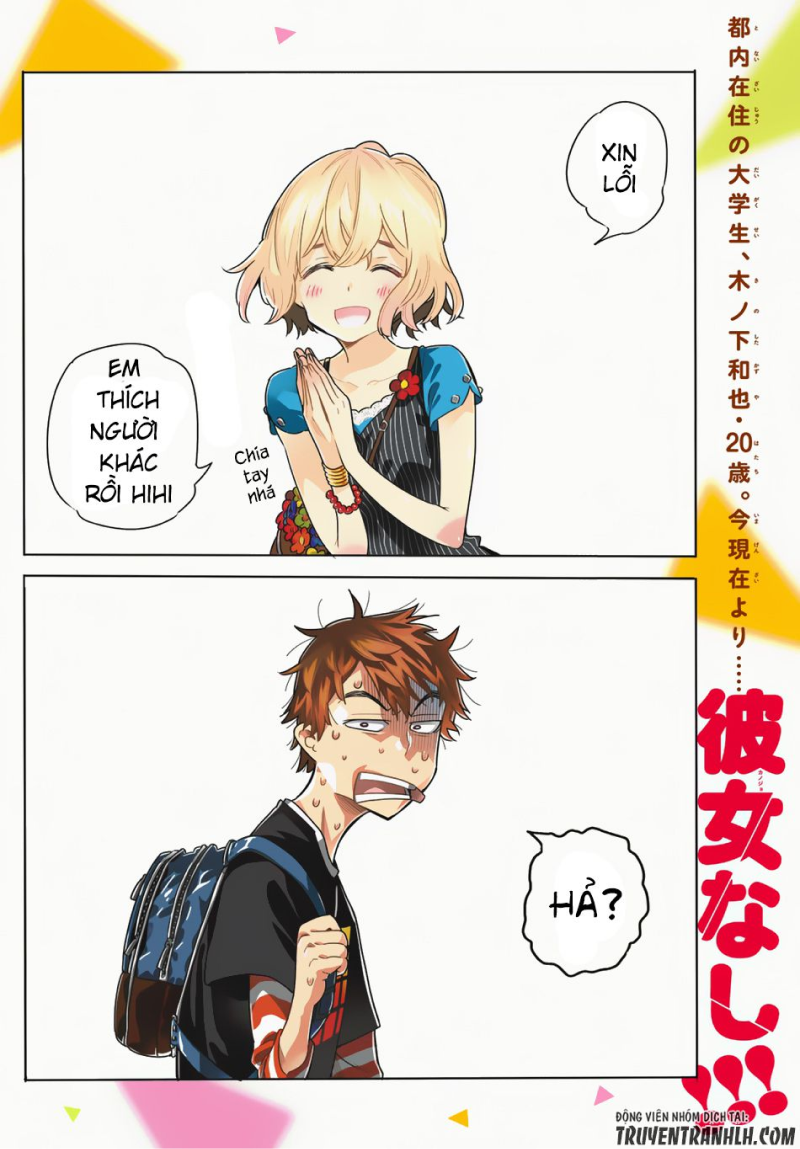 都内在住の大学生、木ノ下和也・20歳。今現在より……
彼女なし!!!
XIN
LỖI
EM
THÍCH
NGƯỜI
KHÁC
RỒI HIHI
Chia
tay
nhá
HẢ?
ĐỘNG VIÊN NHÓM DỊCH TẠI:
TRUYENTRANHLH.COM